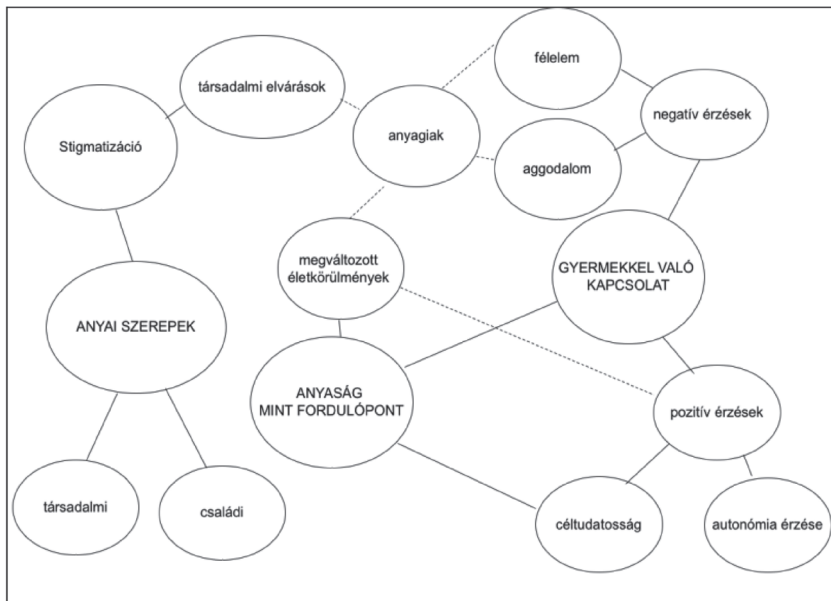 félelem
társadalmi elvárások
negatív érzések
anyagiak
Stigmatizáció
aggodalom
megváltozott
életkörülmények
GYERMEKKEL VALÓ
KAPCSOLAT
ANYAI SZEREPEK
ANYASÁG
MINT FORDULÓPONT
pozitív érzések
társadalmi
családi
céltudatosság
autonómia érzése